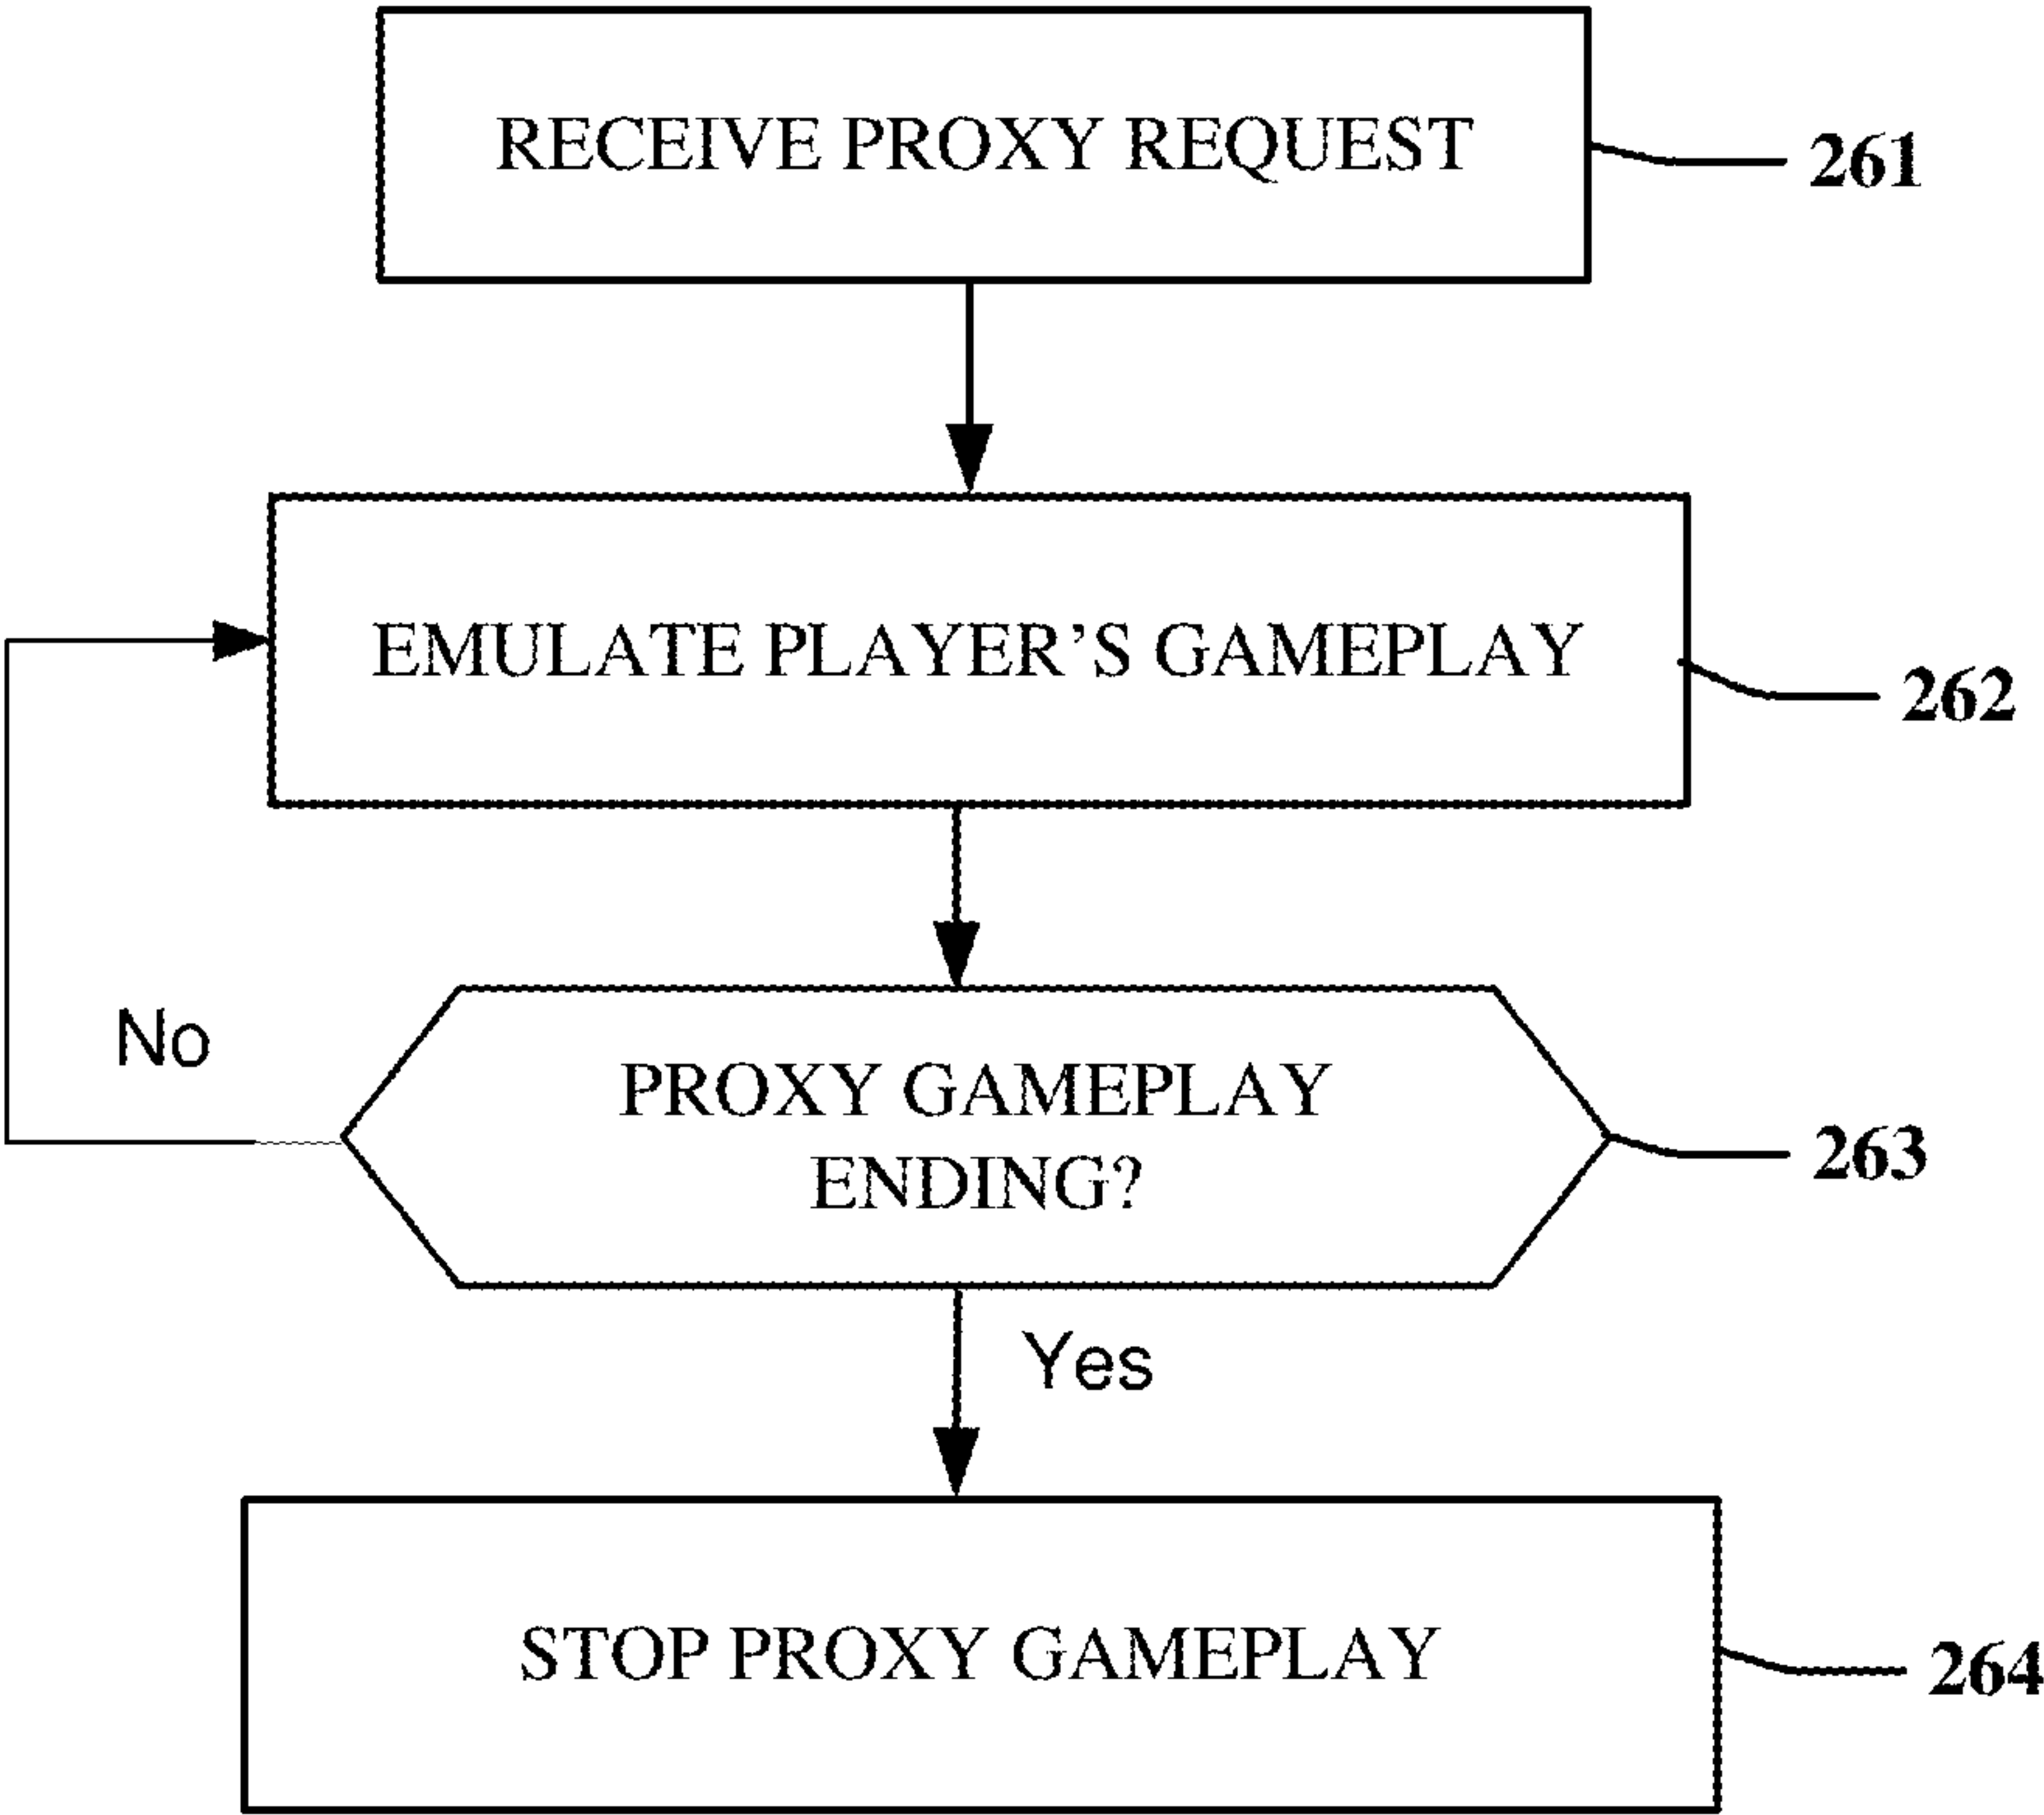 RECEIVE PROXY REQUEST
261
EMULATE PLAYER’S GAMEPLAY
262
No
PROXY GAMEPLAY
ENDING?
263
Yes
STOP PROXY GAMEPLAY
264